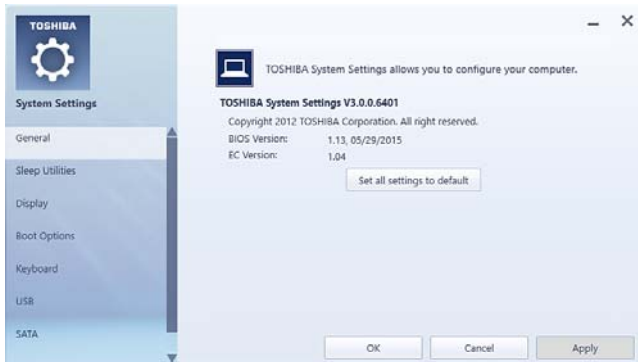 TOSHIBA
System Settings
General
Sleep Utilities
Display
Boot Options
Keyboard
USB
SATA
TOSHIBA System Settings allows you to configure your computer.
TOSHIBA System Settings V3.0.0.6401
Copyright 2012 TOSHIBA Corporation. All right reserved.
BIOS Version: 1.13, 05/29/2015
EC Version: 1.04
Set all settings to default
OK Cancel Apply